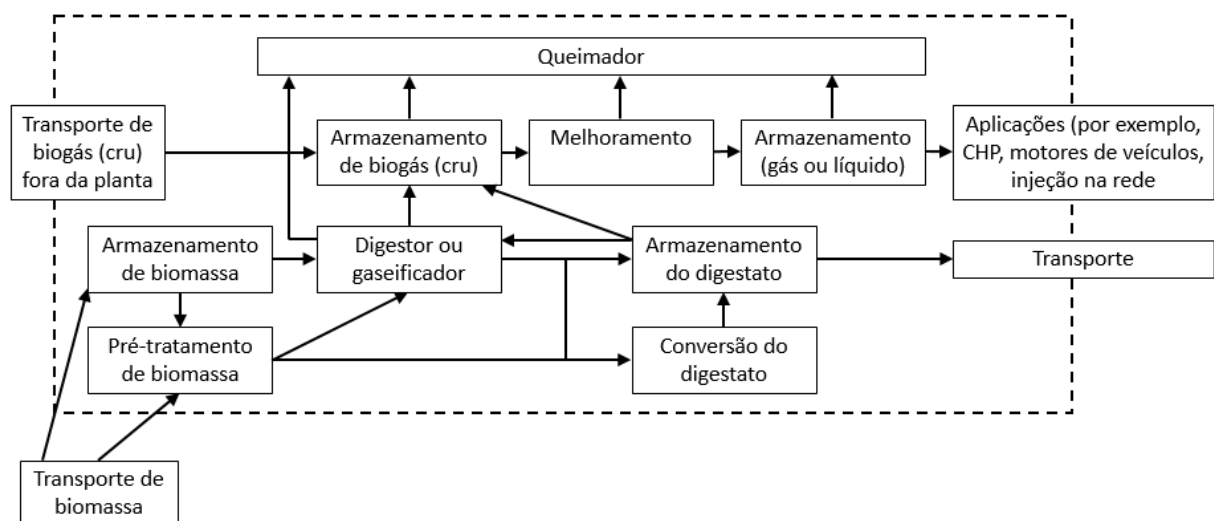 Queimador
Transporte de
biogás (cru)
fora da planta
Armazenamento
de biogás (cru)
Melhoramento
Armazenamento
(gás ou líquido)
Aplicações (por exemplo,
CHP, motores de veículos,
injeção na rede
Armazenamento
de biomassa
Digestor ou
gaseificador
Armazenamento
do digestato
Transporte
Pré-tratamento
de biomassa
Conversão do
digestato
Transporte de
biomassa